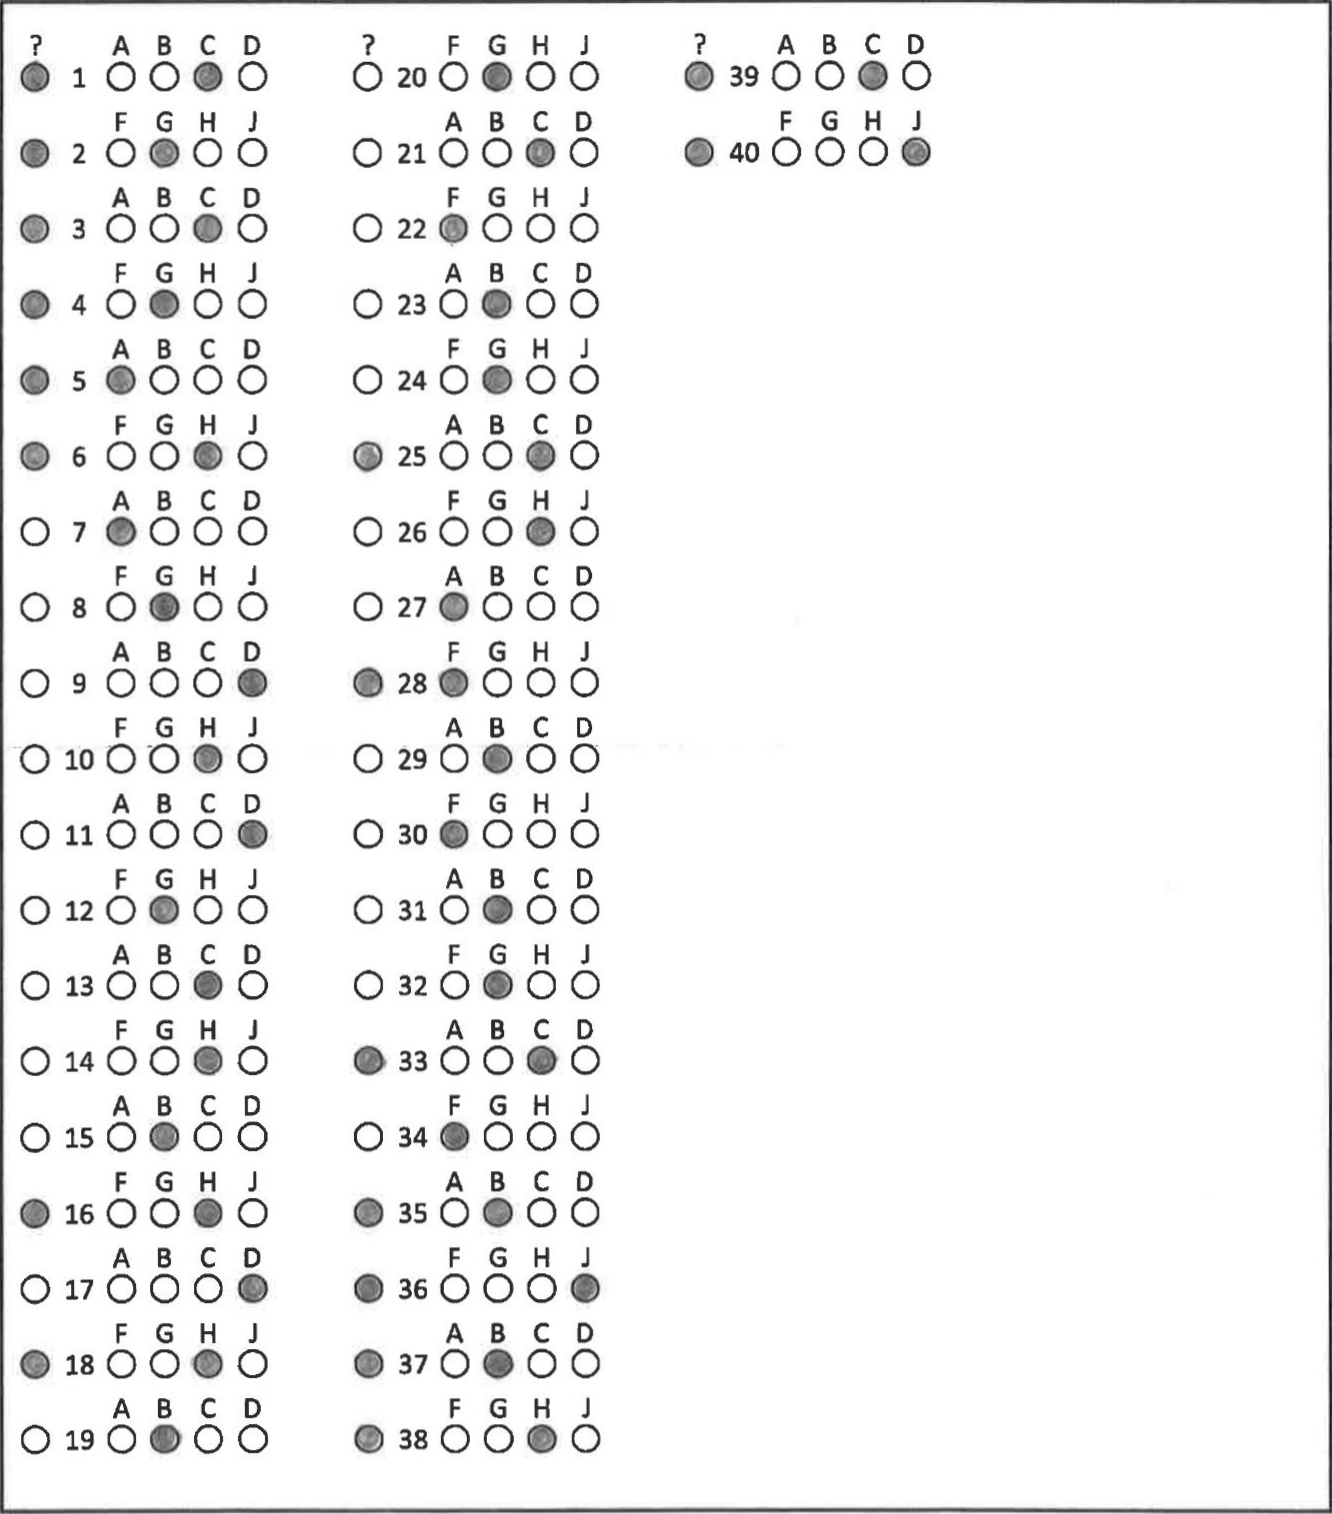 ? A B C D
1
F G H J
2
A B C D
3
F G H J
4
A B C D
5
F G H J
6
A B C D
7
F G H J
8
A B C D
9
F G H J
10
A B C D
11
F G H J
12
A B C D
13
F G H J
14
A B C D
15
F G H J
16
A B C D
17
F G H J
18
A B C D
19
? F G H J
20
A B C D
21
F G H J
22
A B C D
23
F G H J
24
A B C D
25
F G H J
26
A B C D
27
F G H J
28
A B C D
29
F G H J
30
A B C D
31
F G H J
32
A B C D
33
F G H J
34
A B C D
35
F G H J
36
A B C D
37
F G H J
38
? A B C D
39
F G H J
40